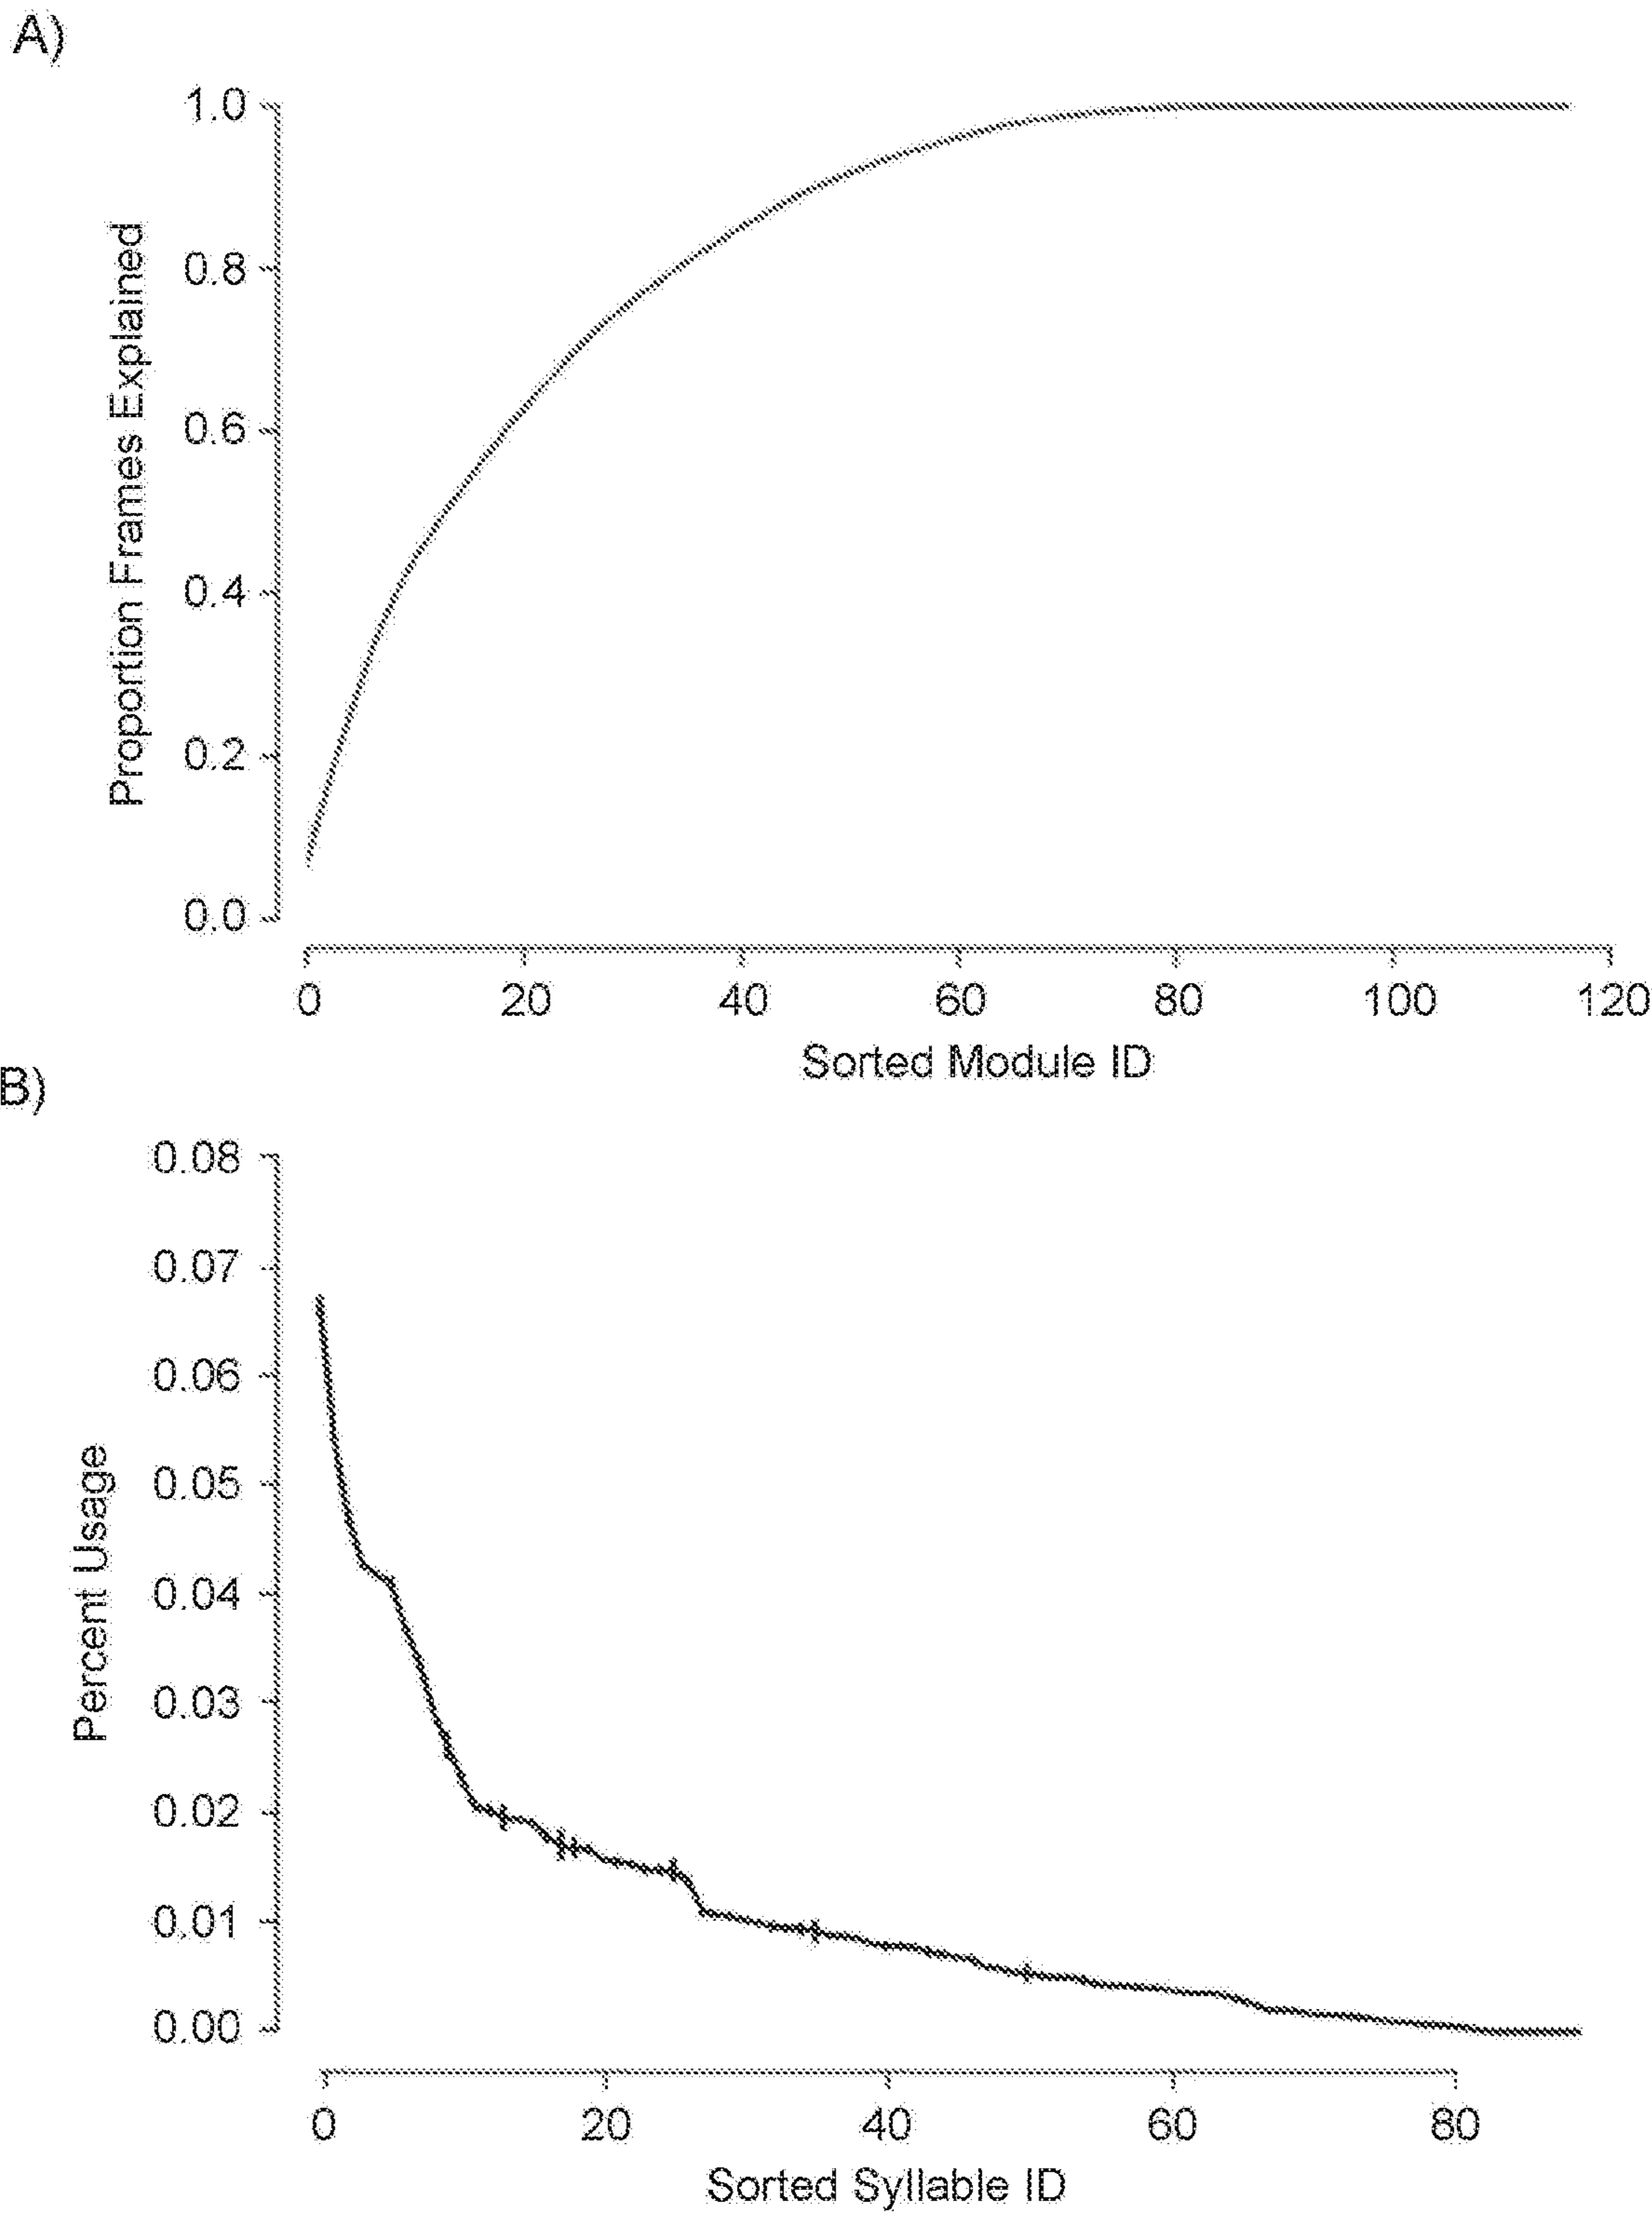 A)
1.0
0.8
0.6
0.4
0.2
0.0
Proportion Frames Explained
0 20 40 60 80 100 120
Sorted Module ID
B)
0.08
0.07
0.06
0.05
0.04
0.03
0.02
0.01
0.00
Percent Usage
0 20 40 60 80
Sorted Syllable ID